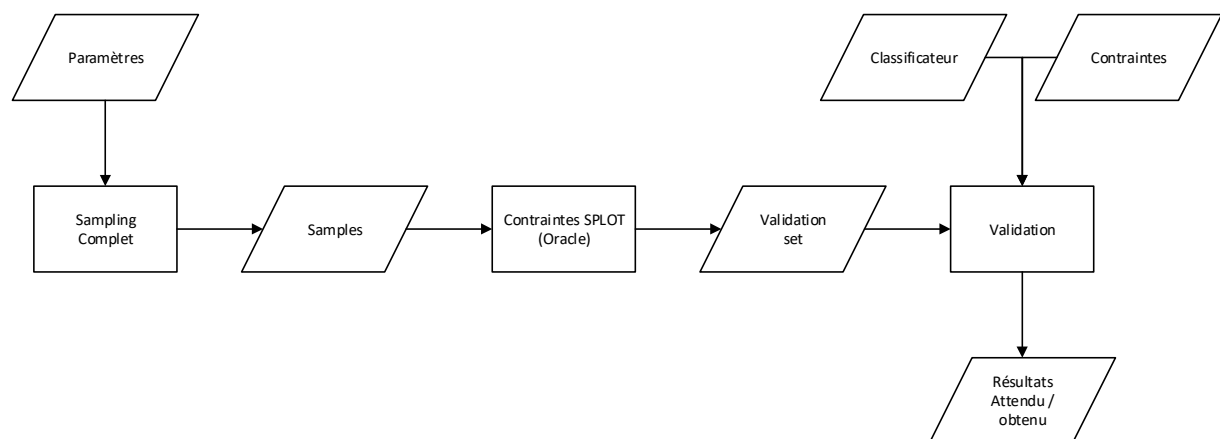 Paramètres
Classificateur
Contraintes
Sampling
Complet
Samples
Contraintes SPLOT
(Oracle)
Validation
set
Validation
Résultats
Attendu /
obtenu